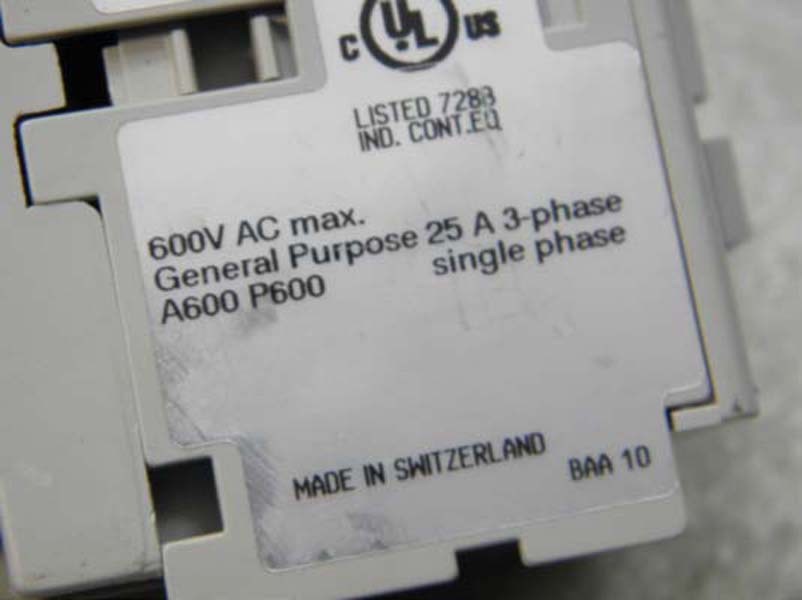 C UL US
LISTED 7288
IND. CONT.EQ
600V AC max.
General Purpose 25 A 3-phase
A600 P600 single phase
MADE IN SWITZERLAND
BAA 10